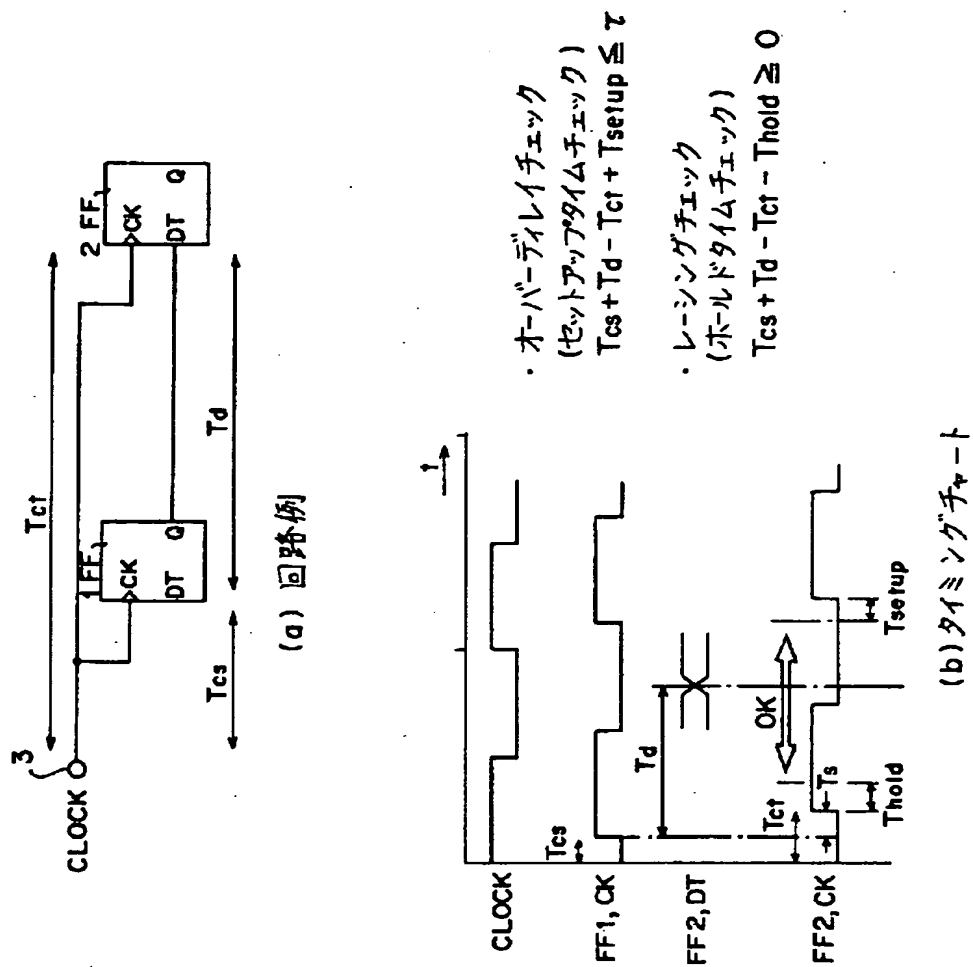 Tct
3
CLOCK
1 FF
CK
DT
Q
2 FF
CK
DT
Q
Tcs
Td
(a) 回路例
t
CLOCK
Tcs
FF1, CK
Td
FF2, DT
OK
Tct
Ts
FF2, CK
Thold
Tsetup
(b) タイミングチャート
・オーバーディレイチェック
(セットアップタイムチェック)
Tcs + Td - Tct + Tsetup ≦ τ
・レーシングチェック
(ホールドタイムチェック)
Tcs + Td - Tct - Thold ≧ 0